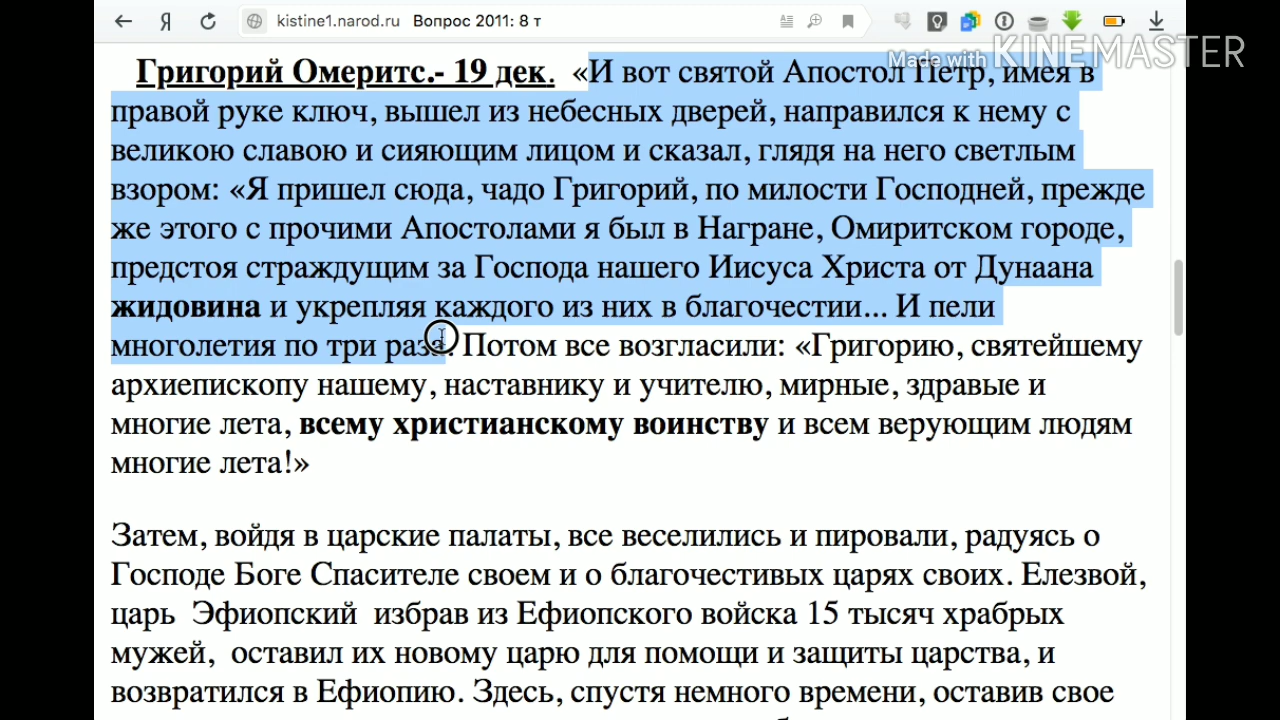 kistine1.narod.ru Вопрос 2011: 8 т
Made with KINEMASTER
Григорий Омеритс.- 19 дек. «И вот святой Апостол Петр, имея в
правой руке ключ, вышел из небесных дверей, направился к нему с
великою славою и сияющим лицом и сказал, глядя на него светлым
взором: «Я пришел сюда, чадо Григорий, по милости Господней, прежде
же этого с прочими Апостолами я был в Награне, Омиритском городе,
предстоя страждущим за Господа нашего Иисуса Христа от Дунаана
жидовина и укрепляя каждого из них в благочестии... И пели
многолетия по три раза. Потом все возгласили: «Григорию, святейшему
архиепископу нашему, наставнику и учителю, мирные, здравые и
многие лета, всему христианскому воинству и всем верующим людям
многие лета!»
Затем, войдя в царские палаты, все веселились и пировали, радуясь о
Господе Боге Спасителе своем и о благочестивых царях своих. Елезвой,
царь Эфиопский избрав из Ефиопского войска 15 тысяч храбрых
мужей, оставил их новому царю для помощи и защиты царства, и
возвратился в Ефиопию. Здесь, спустя немного времени, оставив свое